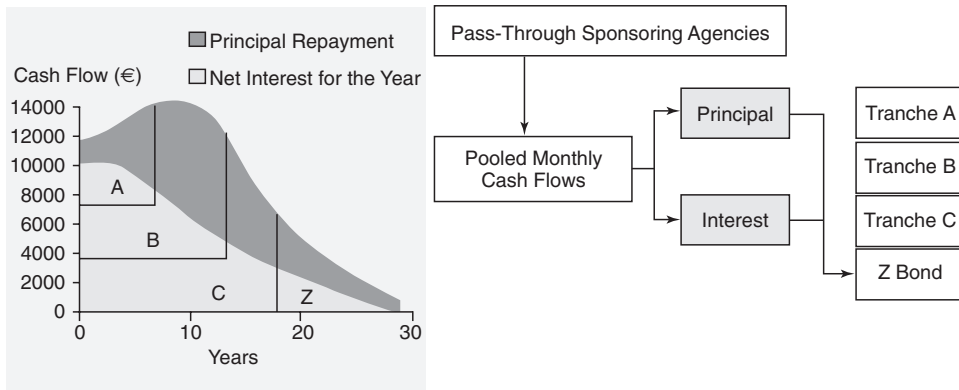 Principal Repayment
Cash Flow (€)
Net Interest for the Year
14000
12000
10000
8000
6000
4000
2000
0
A
B
C
Z
0
10
20
30
Years
Pass-Through Sponsoring Agencies
Pooled Monthly
Cash Flows
Principal
Interest
Tranche A
Tranche B
Tranche C
Z Bond